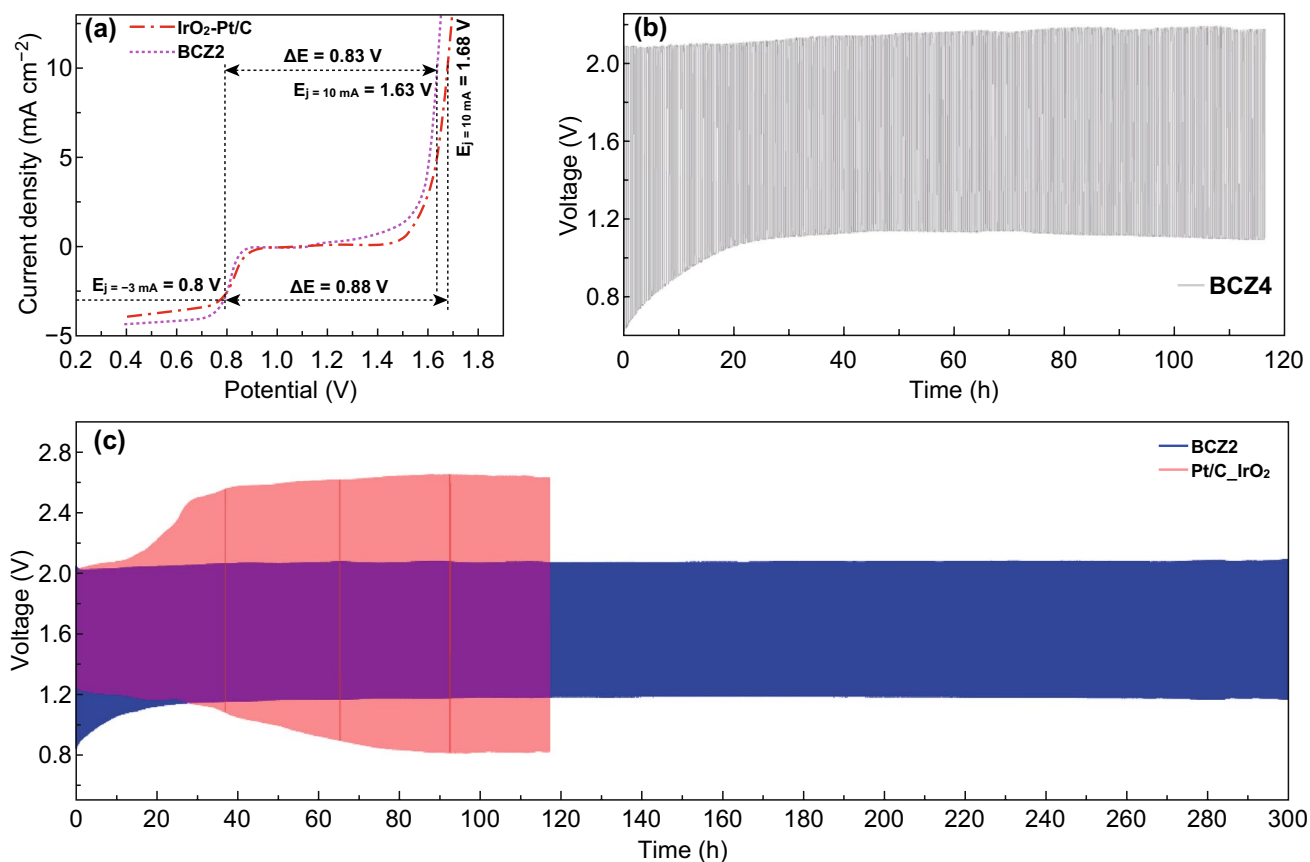 (a)
IrO₂-Pt/C
BCZ2
ΔE = 0.83 V
E j = 10 mA = 1.63 V
E j = 10 mA = 1.68 V
E j = −3 mA = 0.8 V
ΔE = 0.88 V
Current density (mA cm⁻²)
10
5
0
−5
0.2 0.4 0.6 0.8 1.0 1.2 1.4 1.6 1.8
Potential (V)
(b)
Voltage (V)
2.0
1.6
1.2
0.8
BCZ4
0 20 40 60 80 100 120
Time (h)
(c)
BCZ2
Pt/C_IrO₂
Voltage (V)
2.8
2.4
2.0
1.6
1.2
0.8
0 20 40 60 80 100 120 140 160 180 200 220 240 260 280 300
Time (h)